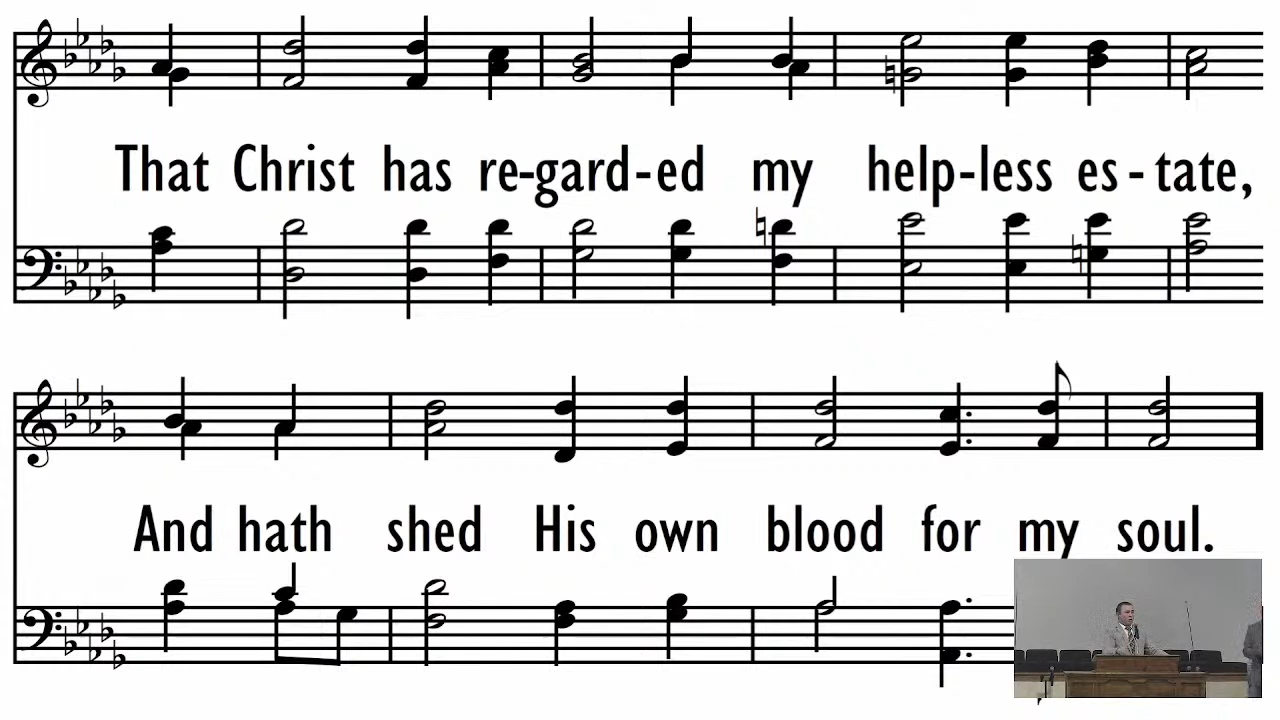 That Christ has re-gard-ed my help-less es-tate,
And hath shed His own blood for my soul.